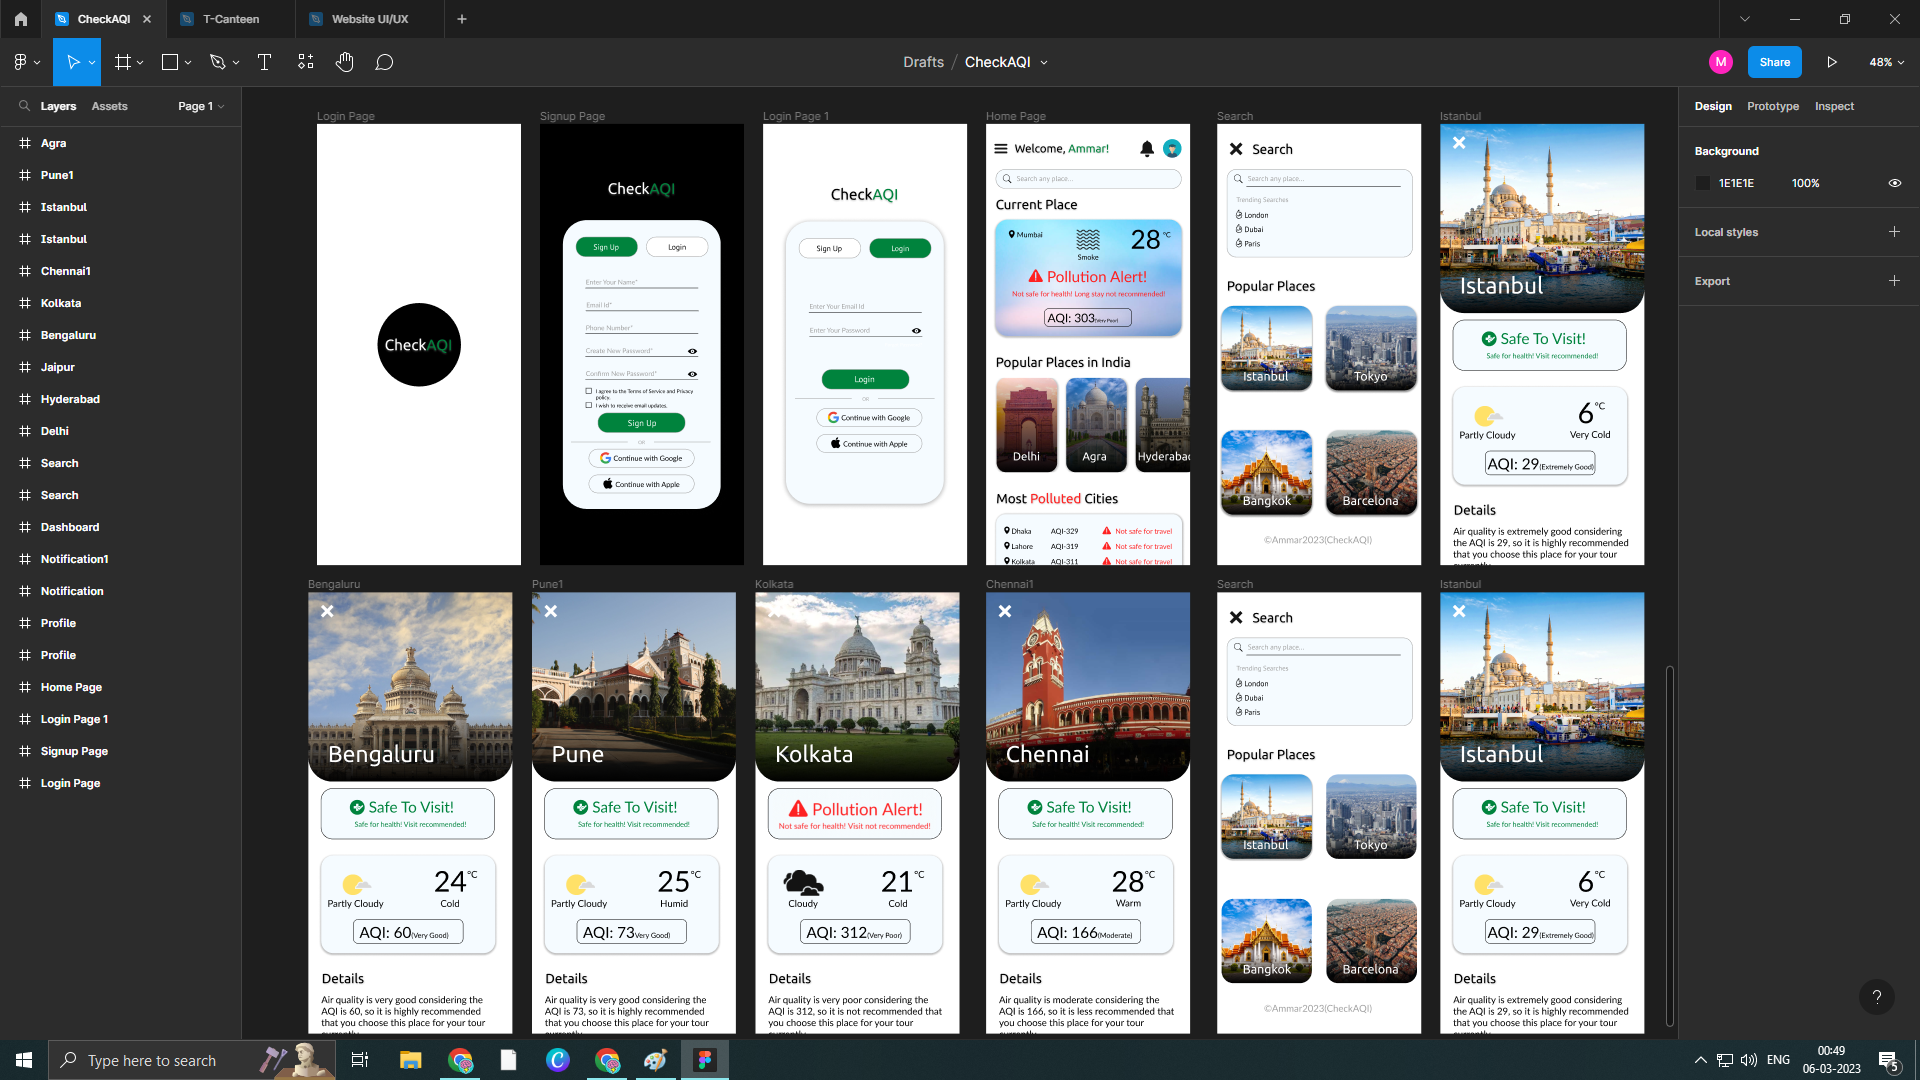 CheckAQI
T-Canteen
Website UI/UX
Drafts / CheckAQI
M
Share
48%
Layers
Assets
Page 1
Agra
Pune1
Istanbul
Istanbul
Chennai1
Kolkata
Bengaluru
Jaipur
Hyderabad
Delhi
Search
Search
Dashboard
Notification1
Notification
Profile
Profile
Home Page
Login Page 1
Signup Page
Login Page
Login Page
CheckAQI
Signup Page
CheckAQI
Sign Up
Login
Enter Your Name*
Email Id*
Phone Number*
Create New Password*
Confirm New Password*
I agree to the Terms of Service and Privacy
policy.
I wish to receive email updates.
Sign Up
OR
Continue with Google
Continue with Apple
Login Page 1
CheckAQI
Sign Up
Login
Enter Your Email Id
Enter Your Password
Login
OR
Continue with Google
Continue with Apple
Home Page
Welcome, Ammar!
Search any place...
Current Place
Mumbai
Smoke
28°C
Pollution Alert!
Not safe for health! Long stay not recommended!
AQI: 303(Very Poor)
Popular Places in India
Delhi
Agra
Hyderabad
Most Polluted Cities
Dhaka AQI-329 Not safe for travel
Lahore AQI-319 Not safe for travel
Kolkata AQI-311 Not safe for travel
Search
Search
Search any place...
Trending Searches
London
Dubai
Paris
Popular Places
Istanbul
Tokyo
Bangkok
Barcelona
©Ammar2023(CheckAQI)
Istanbul
Istanbul
Safe To Visit!
Safe for health! Visit recommended!
6°C
Partly Cloudy
Very Cold
AQI: 29(Extremely Good)
Details
Air quality is extremely good considering
the AQI is 29, so it is highly recommended
that you choose this place for your tour
currently.
Bengaluru
Bengaluru
Safe To Visit!
Safe for health! Visit recommended!
24°C
Partly Cloudy
Cold
AQI: 60(Very Good)
Details
Air quality is very good considering the
AQI is 60, so it is highly recommended
that you choose this place for your tour
currently.
Pune1
Pune
Safe To Visit!
Safe for health! Visit recommended!
25°C
Partly Cloudy
Humid
AQI: 73Very Good)
Details
Air quality is very good considering the
AQI is 73, so it is highly recommended
that you choose this place for your tour
currently.
Kolkata
Kolkata
Pollution Alert!
Not safe for health! Visit not recommended!
21°C
Cloudy
Cold
AQI: 312(Very Poor)
Details
Air quality is very poor considering the
AQI is 312, so it is not recommended that
you choose this place for your tour
currently.
Chennai1
Chennai
Safe To Visit!
Safe for health! Visit recommended!
28°C
Partly Cloudy
Warm
AQI: 166(Moderate)
Details
Air quality is moderate considering the
AQI is 166, so it is less recommended that
you choose this place for your tour
currently.
Search
Search
Search any place...
Trending Searches
London
Dubai
Paris
Popular Places
Istanbul
Tokyo
Bangkok
Barcelona
©Ammar2023(CheckAQI)
Istanbul
Istanbul
Safe To Visit!
Safe for health! Visit recommended!
6°C
Partly Cloudy
Very Cold
AQI: 29(Extremely Good)
Details
Air quality is extremely good considering
the AQI is 29, so it is highly recommended
that you choose this place for your tour
currently.
Design
Prototype
Inspect
Background
1E1E1E
100%
Local styles
Export
?
Type here to search
ENG
00:49
06-03-2023
5